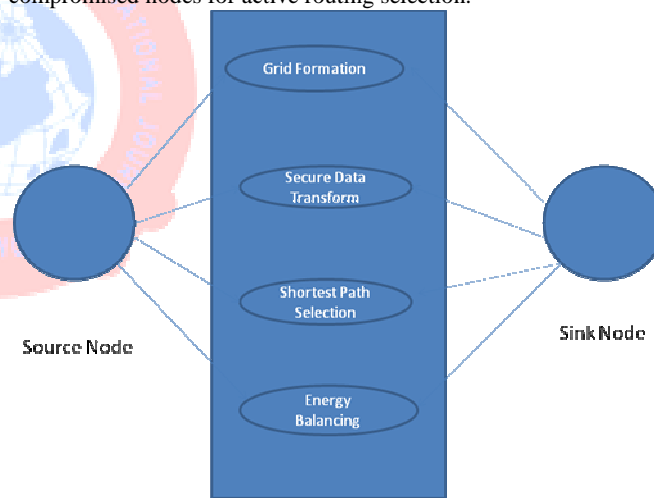 compromised nodes for active routing selection.
Grid Formation
Secure Data
Transform
Shortest Path
Selection
Source Node
Sink Node
Energy
Balancing